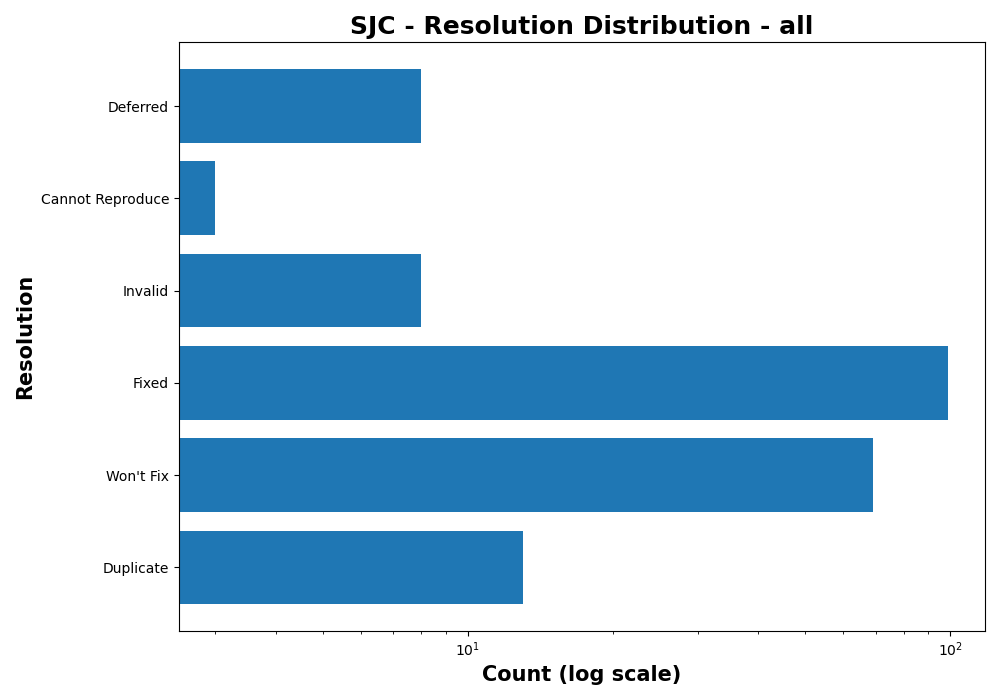 SJC - Resolution Distribution - all
Deferred
Cannot Reproduce
Invalid
Fixed
Won't Fix
Duplicate
Resolution
10¹
10²
Count (log scale)